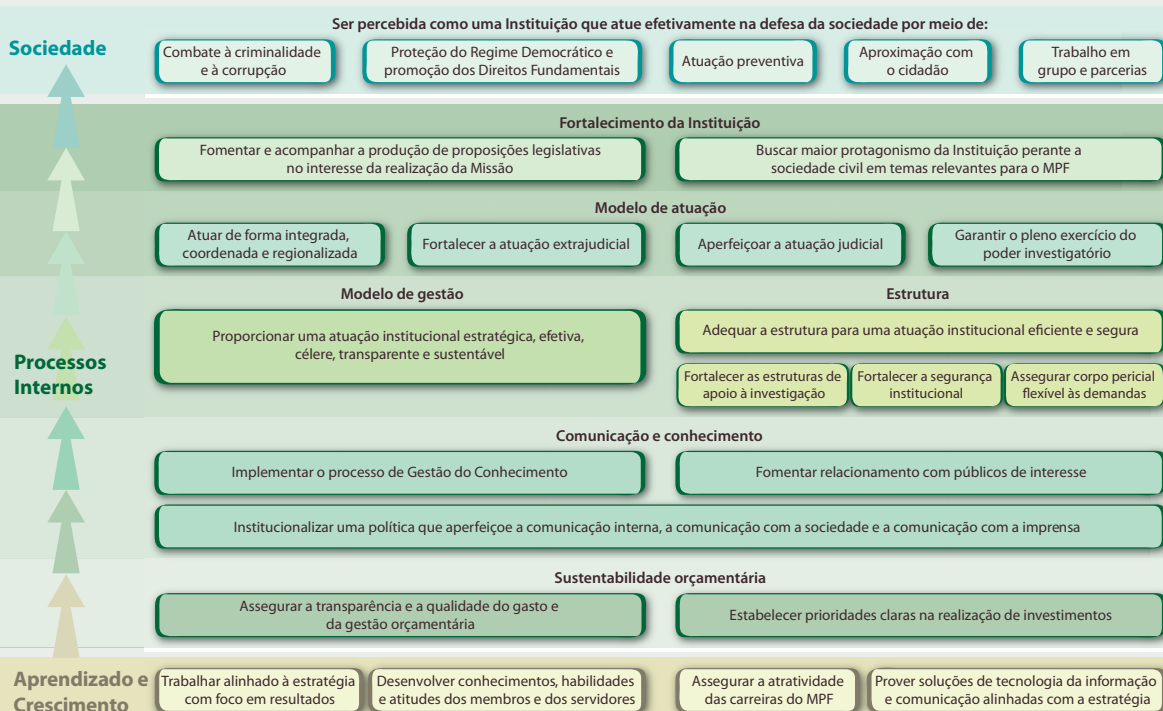 Sociedade
Ser percebida como uma Instituição que atue efetivamente na defesa da sociedade por meio de:
Combate à criminalidade
e à corrupção
Proteção do Regime Democrático e
promoção dos Direitos Fundamentais
Atuação preventiva
Aproximação com
o cidadão
Trabalho em
grupo e parcerias
Fortalecimento da Instituição
Fomentar e acompanhar a produção de proposições legislativas
no interesse da realização da Missão
Buscar maior protagonismo da Instituição perante a
sociedade civil em temas relevantes para o MPF
Modelo de atuação
Atuar de forma integrada,
coordenada e regionalizada
Fortalecer a atuação extrajudicial
Aperfeiçoar a atuação judicial
Garantir o pleno exercício do
poder investigatório
Processos
Internos
Modelo de gestão
Proporcionar uma atuação institucional estratégica, efetiva,
célere, transparente e sustentável
Estrutura
Adequar a estrutura para uma atuação institucional eficiente e segura
Fortalecer as estruturas de
apoio à investigação
Fortalecer a segurança
institucional
Assegurar corpo pericial
flexível às demandas
Comunicação e conhecimento
Implementar o processo de Gestão do Conhecimento
Fomentar relacionamento com públicos de interesse
Institucionalizar uma política que aperfeiçoe a comunicação interna, a comunicação com a sociedade e a comunicação com a imprensa
Sustentabilidade orçamentária
Assegurar a transparência e a qualidade do gasto e
da gestão orçamentária
Estabelecer prioridades claras na realização de investimentos
Aprendizado e
Crescimento
Trabalhar alinhado à estratégia
com foco em resultados
Desenvolver conhecimentos, habilidades
e atitudes dos membros e dos servidores
Assegurar a atratividade
das carreiras do MPF
Prover soluções de tecnologia da informação
e comunicação alinhadas com a estratégia